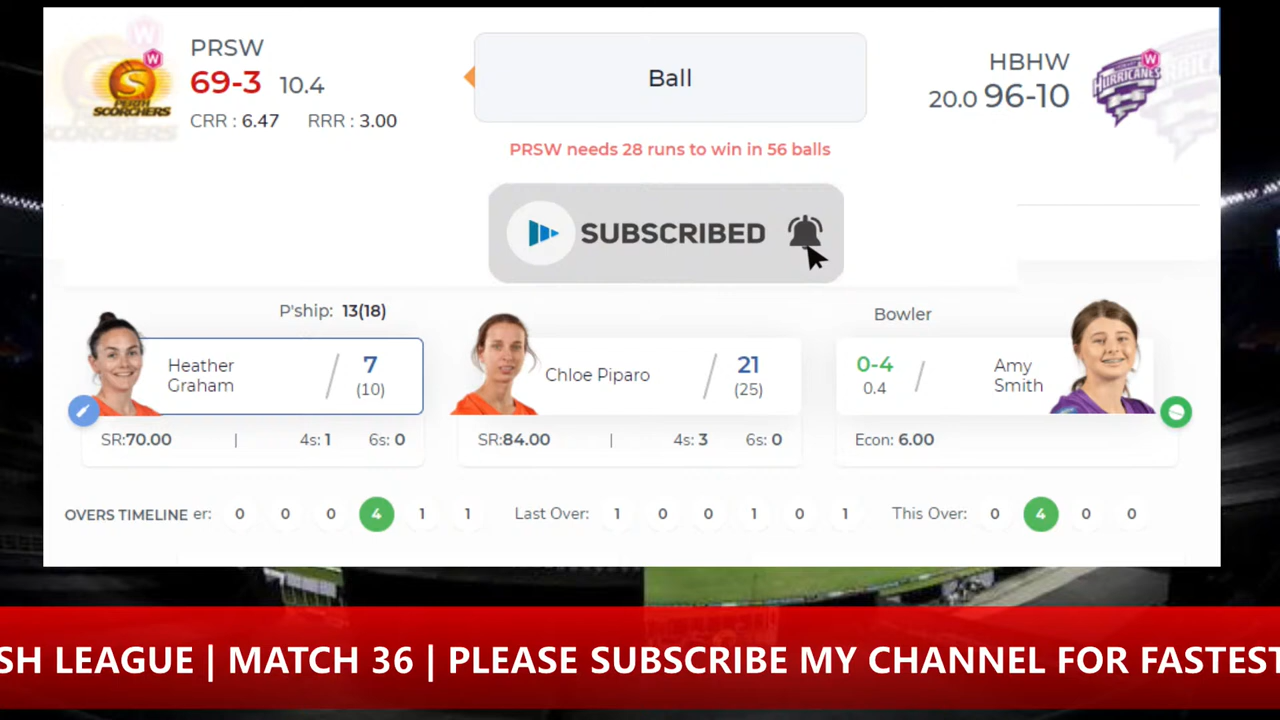 PRSW
69-3 10.4
CRR : 6.47 RRR : 3.00
Ball
HBHW
20.0 96-10
W
PERTH
SCORCHERS
W
HURRICANES
PRSW needs 28 runs to win in 56 balls
SUBSCRIBED
P'ship: 13(18)
Bowler
Heather
Graham
/
7
(10)
Chloe Piparo
/
21
(25)
0-4
0.4
/
Amy
Smith
SR:70.00 | 4s: 1 6s: 0
SR:84.00 | 4s: 3 6s: 0
Econ: 6.00
OVERS TIMELINE er: 0 0 0 4 1 1 Last Over: 1 0 0 1 0 1 This Over: 0 4 0 0
SH LEAGUE | MATCH 36 | PLEASE SUBSCRIBE MY CHANNEL FOR FASTEST